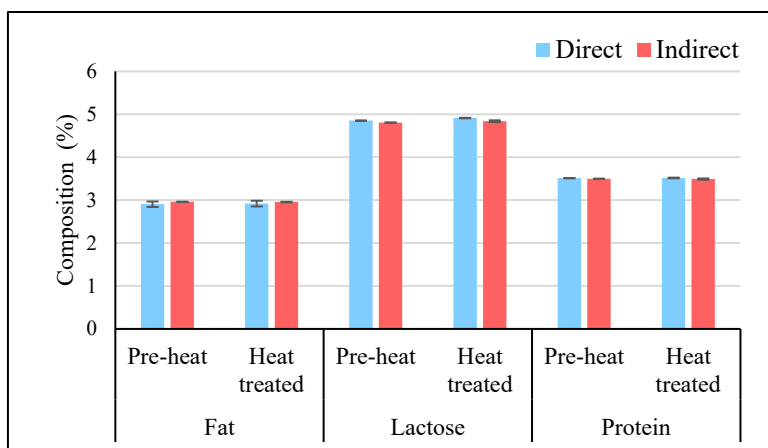 Direct Indirect
6
5
4
3
2
1
0
Composition (%)
Pre-heat Heat treated Pre-heat Heat treated Pre-heat Heat treated
Fat Lactose Protein